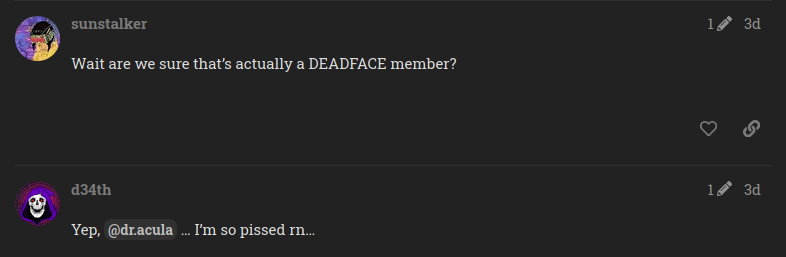 sunstalker 1 3d
Wait are we sure that’s actually a DEADFACE member?
d34th 1 3d
Yep, @dr.acula ... I’m so pissed rn...